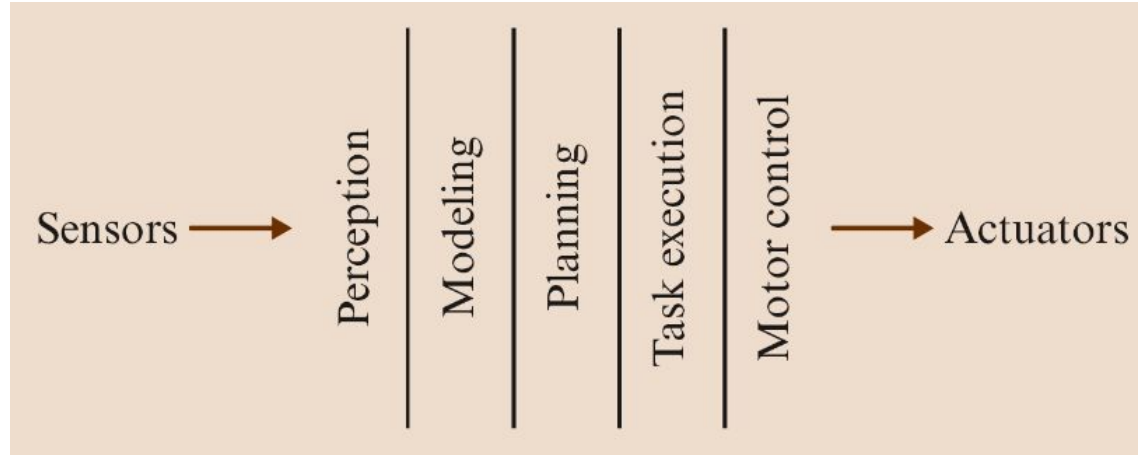 Sensors
Perception
Modeling
Planning
Task execution
Motor control
Actuators